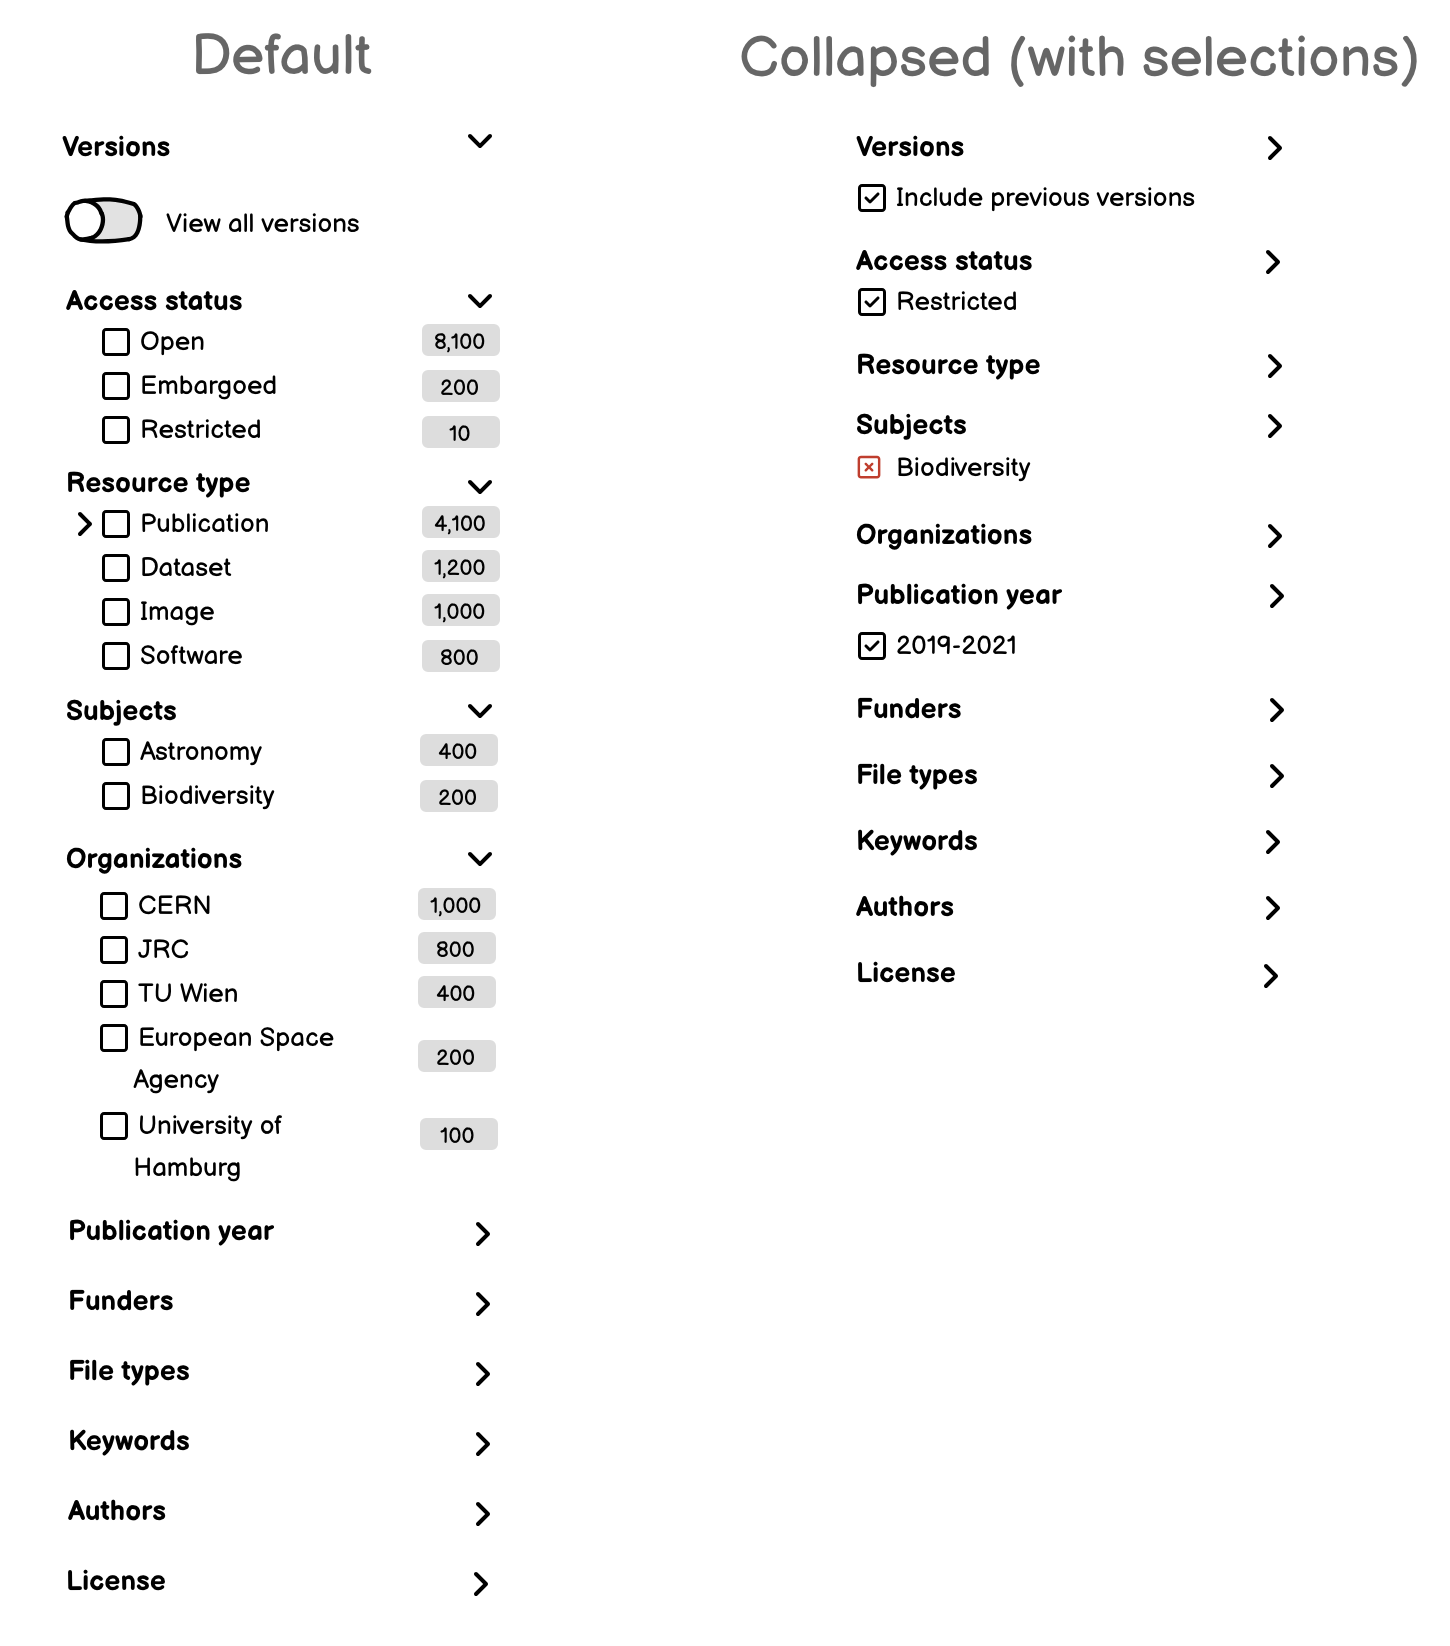 Default
Versions
View all versions
Access status
Open 8,100
Embargoed 200
Restricted 10
Resource type
Publication 4,100
Dataset 1,200
Image 1,000
Software 800
Subjects
Astronomy 400
Biodiversity 200
Organizations
CERN 1,000
JRC 800
TU Wien 400
European Space
Agency
200
University of
Hamburg
100
Publication year
Funders
File types
Keywords
Authors
License
Collapsed (with selections)
Versions
Include previous versions
Access status
Restricted
Resource type
Subjects
Biodiversity
Organizations
Publication year
2019-2021
Funders
File types
Keywords
Authors
License